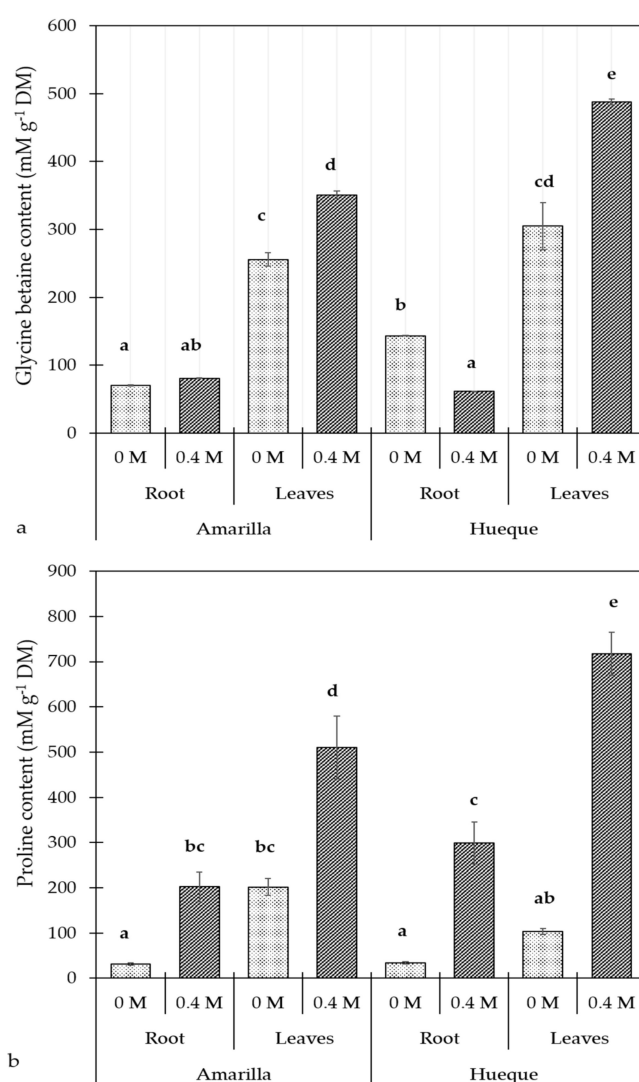 600
e
500
d
400
cd
c
300
200
b
a
ab
a
100
0
Glycine betaine content (mM g-1 DM)
0 M 0.4 M 0 M 0.4 M 0 M 0.4 M 0 M 0.4 M
Root Leaves Root Leaves
a
Amarilla Hueque
900
e
800
700
d
600
500
c
400
bc bc
300
ab
200
a a
100
0
Proline content (mM g-1 DM)
0 M 0.4 M 0 M 0.4 M 0 M 0.4 M 0 M 0.4 M
Root Leaves Root Leaves
b
Amarilla Hueque